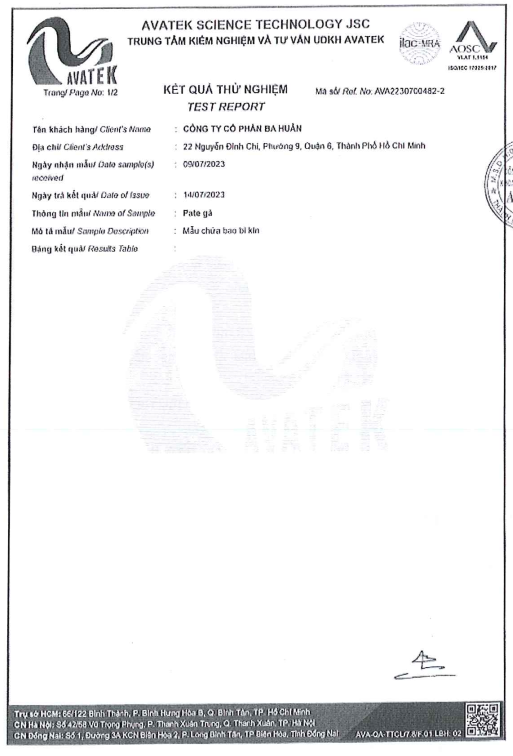 AVATEK SCIENCE TECHNOLOGY JSC
TRUNG TÂM KIỂM NGHIỆM VÀ TƯ VẤN UDKH AVATEK
ilac-MRA
AOSC
VLAT 1.1154
ISO/IEC 17025:2017
AVATEK
Trang/ Page No: 1/2
KẾT QUẢ THỬ NGHIỆM
Mã số/ Ref. No: AVA2230700482-2
TEST REPORT
Tên khách hàng/ Client's Name : CÔNG TY CỔ PHẦN BA HUÂN
Địa chỉ/ Client's Address : 22 Nguyễn Đình Chi, Phường 9, Quận 6, Thành Phố Hồ Chí Minh
Ngày nhận mẫu/ Date sample(s) received : 09/07/2023
Ngày trả kết quả/ Date of Issue : 14/07/2023
Thông tin mẫu/ Name of Sample : Pate gà
Mô tả mẫu/ Sample Description : Mẫu chứa bao bì kín
Bảng kết quả/ Results Table :
AVATEK
Trụ sở HCM: 66/122 Bình Thành, P. Bình Hưng Hòa B, Q. Bình Tân, TP. Hồ Chí Minh
CN Hà Nội: Số 42/58 Vũ Trọng Phụng, P. Thanh Xuân Trung, Q. Thanh Xuân, TP. Hà Nội
CN Đồng Nai: Số 1, Đường 3A KCN Biên Hòa 2, P. Long Bình Tân, TP Biên Hòa, Tỉnh Đồng Nai
AVA-QA-TTCU7.8/F.01 LBH: 02